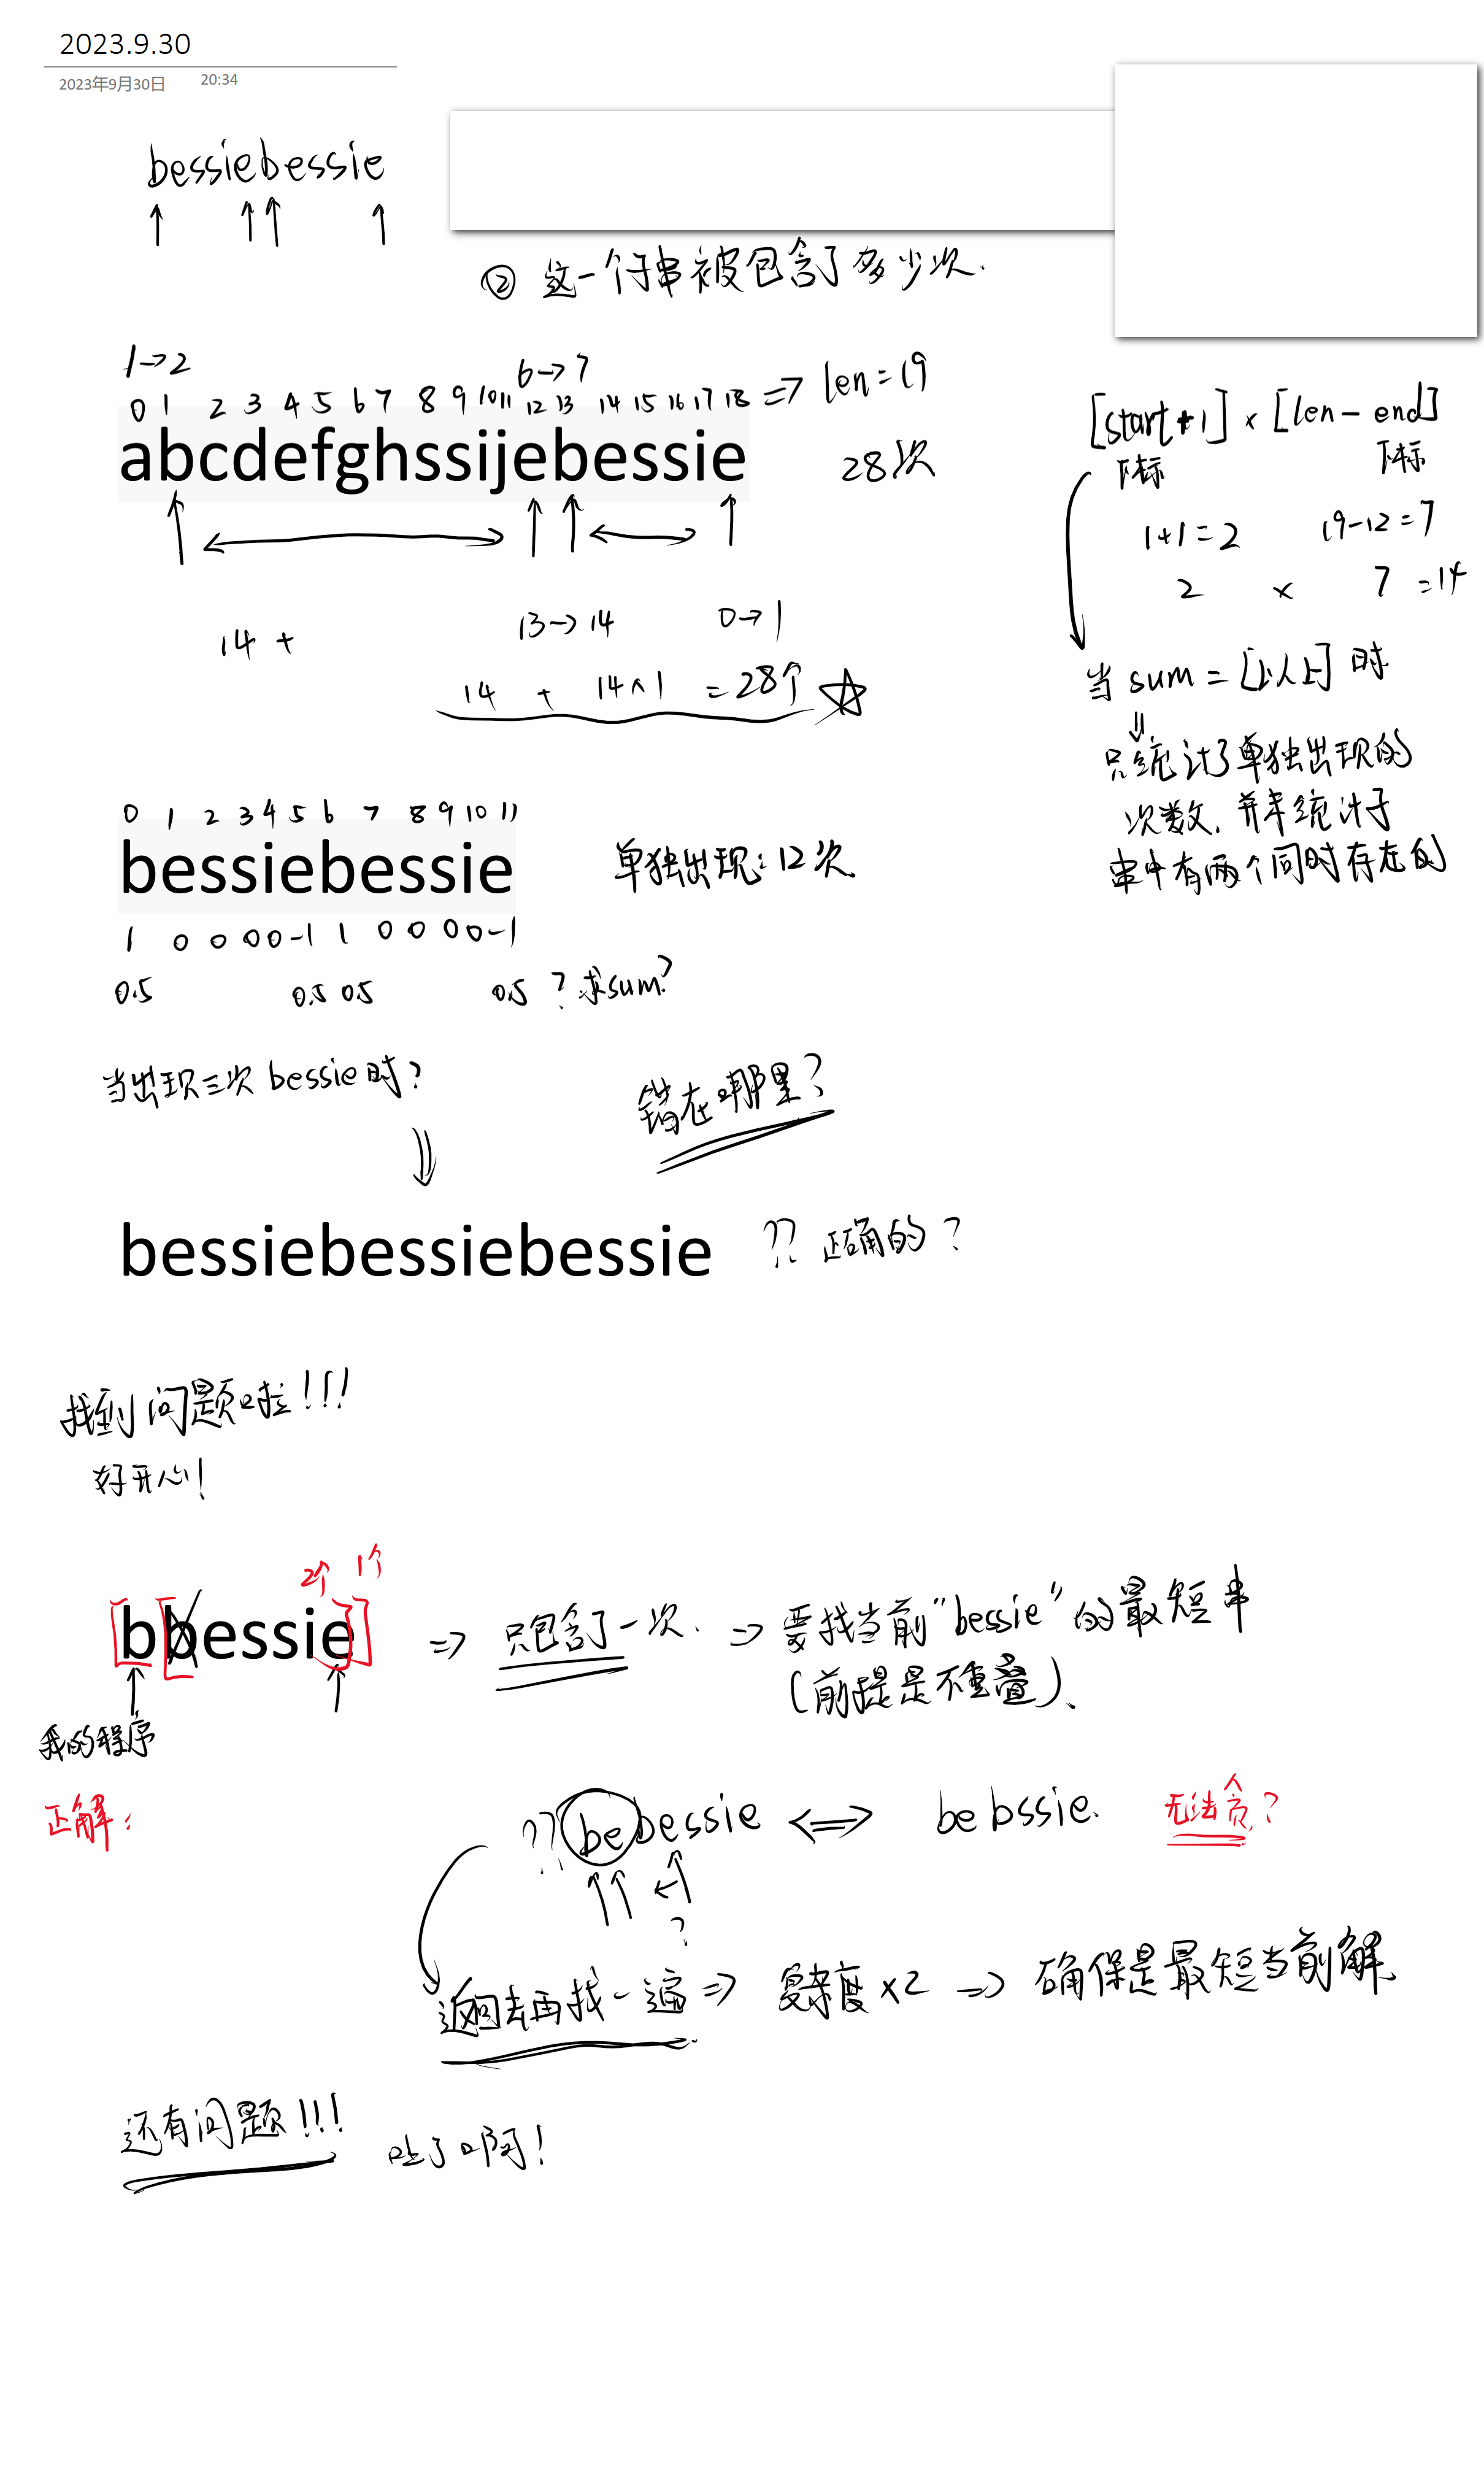 2023.9.30
2023年9月30日 20:34
bessiebessie
② 这一个字串被包含了多少次.
1→2 6→7
0 1 2 3 4 5 6 7 8 9 10 11 12 13 14 15 16 17 18 => len=19
abcdefghssijebessie 28次
[start+1] × [len-end]
下标 下标
1+1=2 19-12=7
2 × 7 =14
14 + 13→14 0→1
14 + 14×1 =28个
当 sum = [以上] 时
只统计了单独出现的
次数, 并未统计子
串中有两个同时存在的
0 1 2 3 4 5 6 7 8 9 10 11
bessiebessie 单独出现: 12次.
1 0 0 0 0 -1 1 0 0 0 0 -1
0.5 0.5 0.5 0.5 ? 求sum?
当出现三次 bessie时?
错在哪里?
bessiebessiebessie ?? 正确的?
找到问题啦!!!
好开心!
2个 1个
bbessie => 只包含了一次. => 要找当前“bessie”的最短串
(前提是不重叠).
我的程序
正解:
?? bebessie <=> bebssie. 无法
?
返回去再找一遍 => 复杂度×2 => 确保是最短当前解.
还有问题!!! 吐了啊!